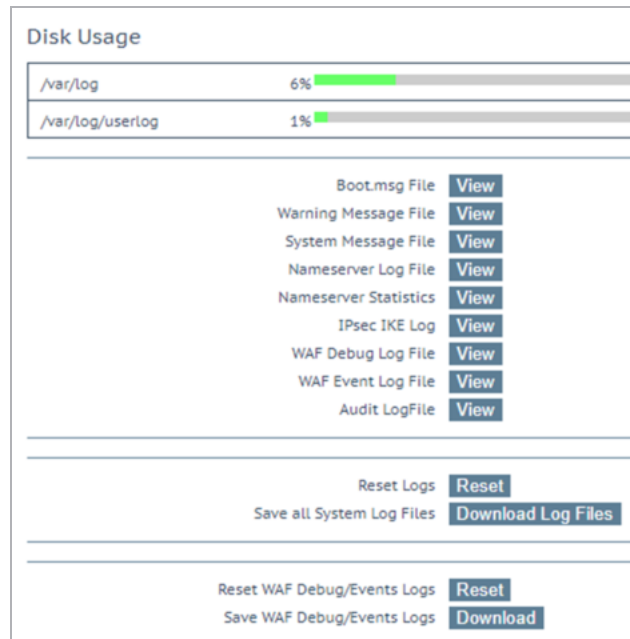 Disk Usage
/var/log 6%
/var/log/userlog 1%
Boot.msg File View
Warning Message File View
System Message File View
Nameserver Log File View
Nameserver Statistics View
IPsec IKE Log View
WAF Debug Log File View
WAF Event Log File View
Audit LogFile View
Reset Logs Reset
Save all System Log Files Download Log Files
Reset WAF Debug/Events Logs Reset
Save WAF Debug/Events Logs Download